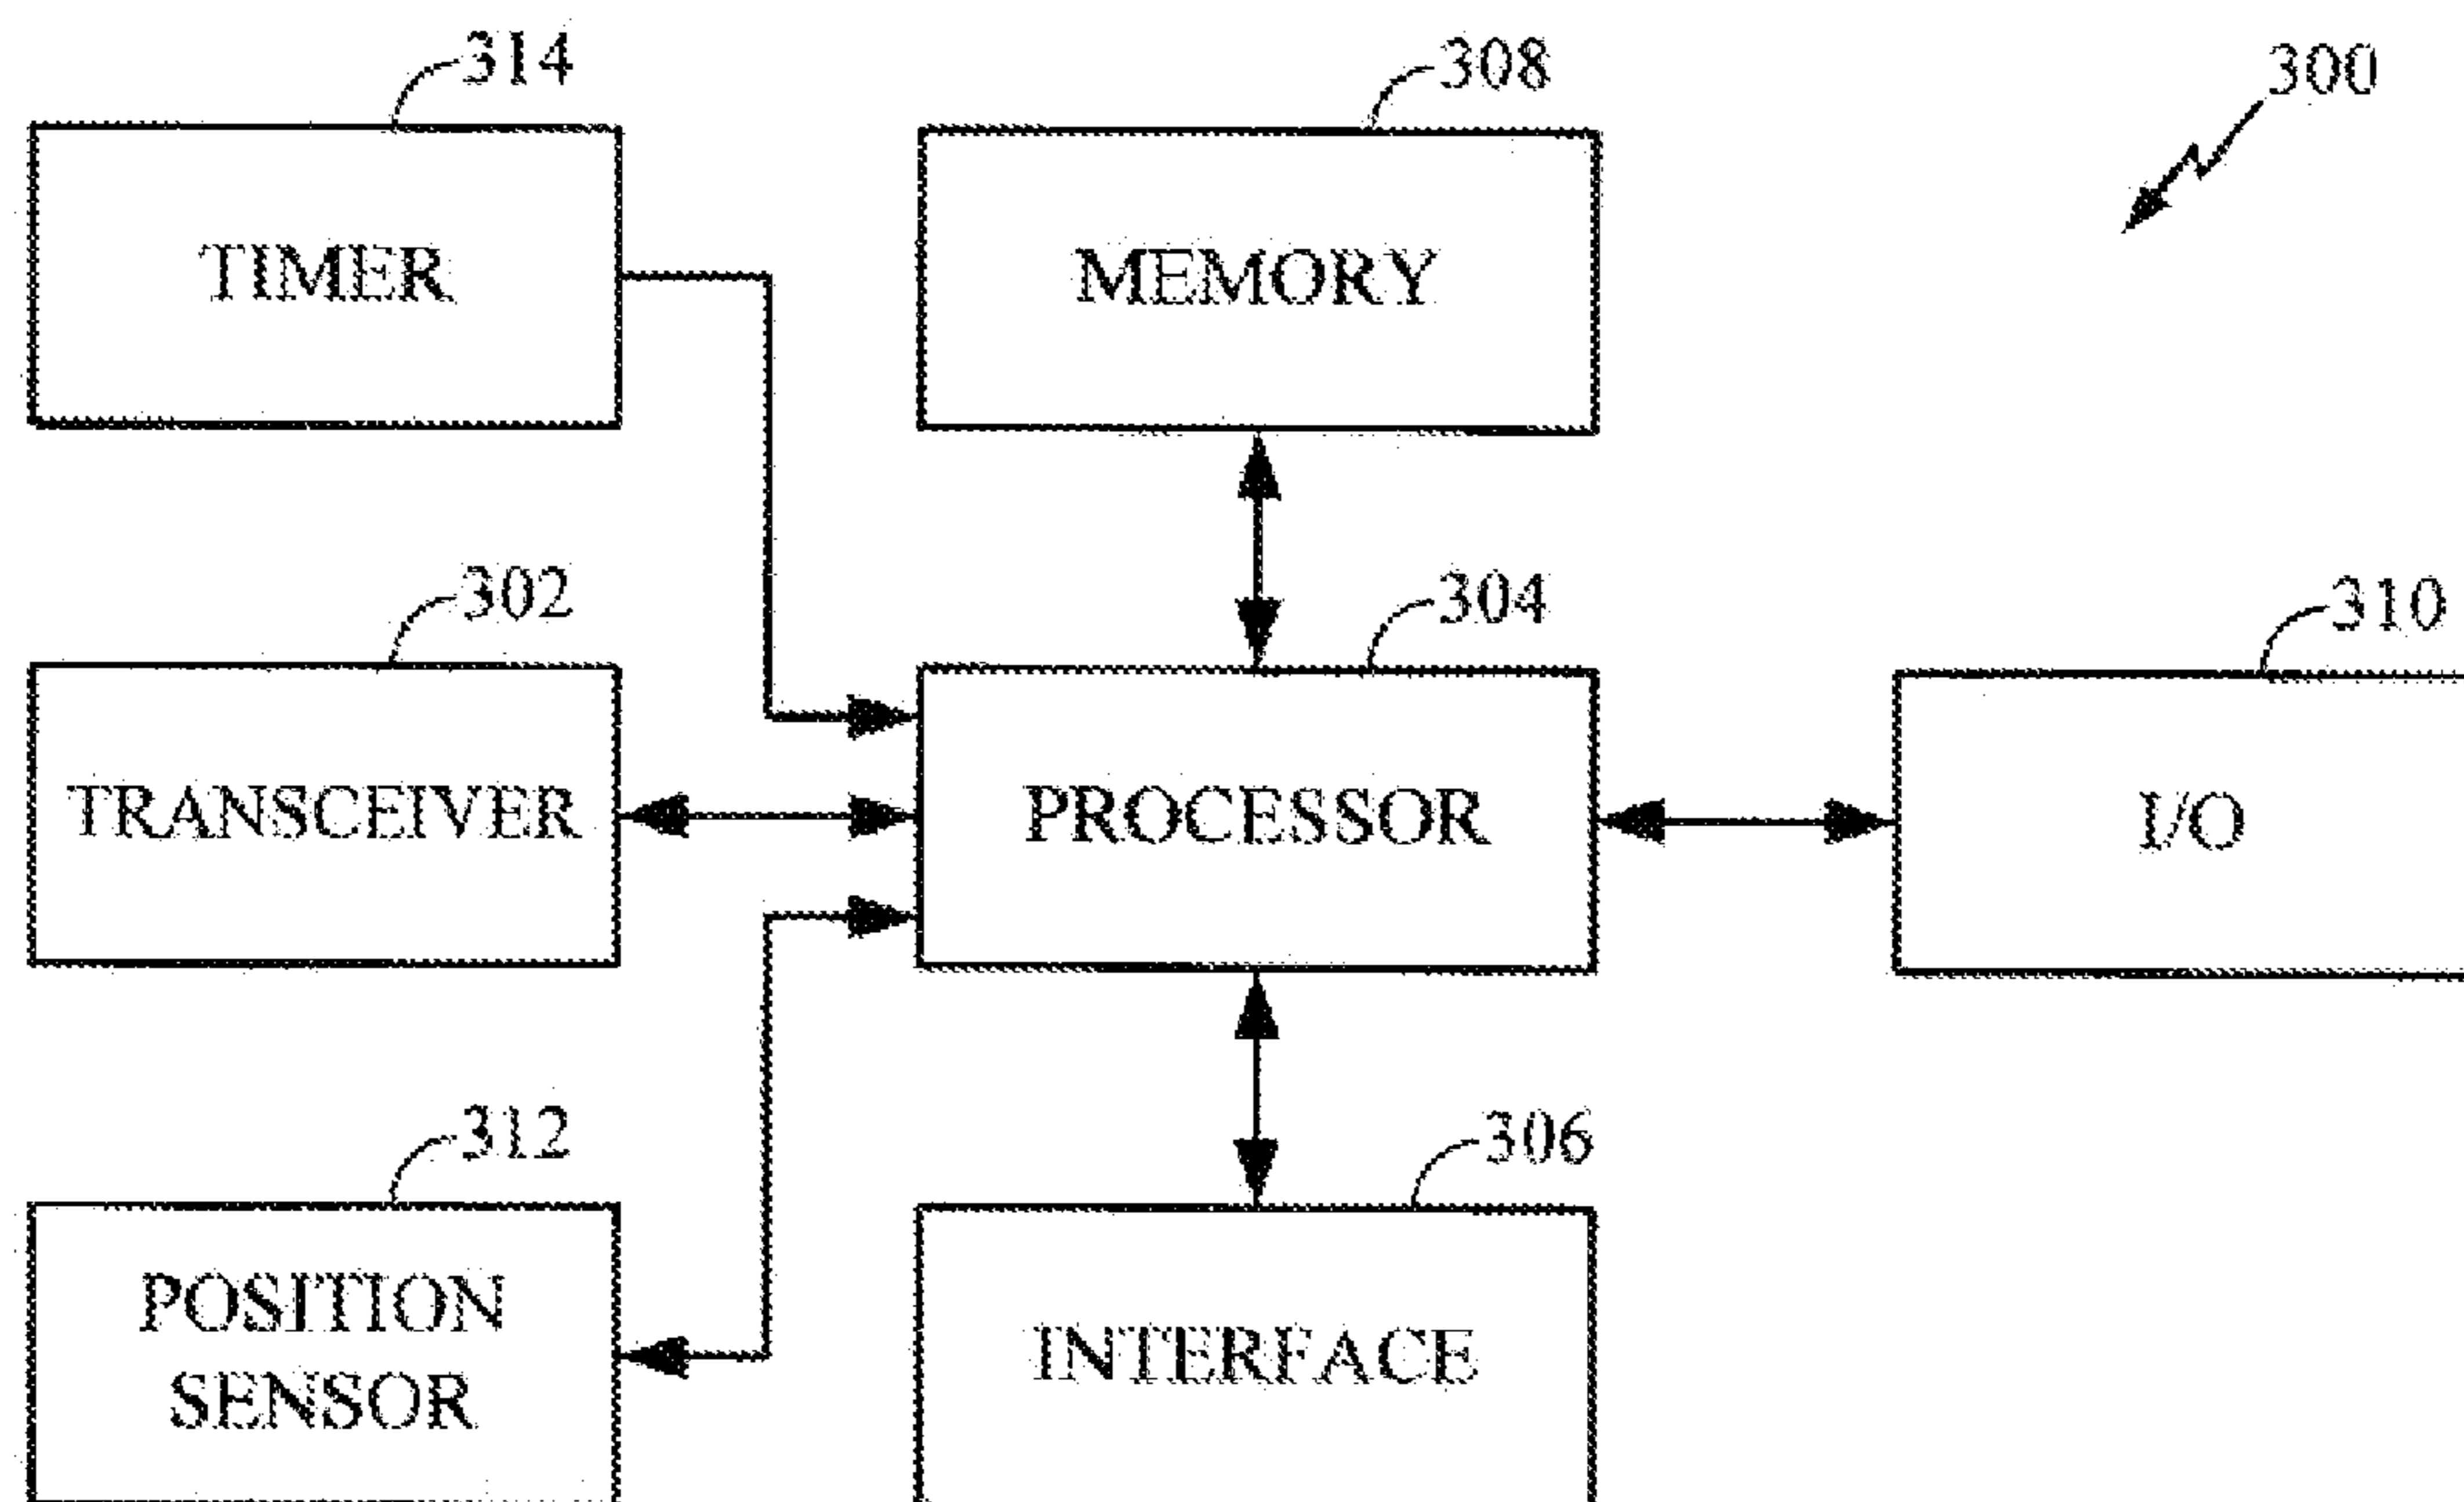 314
308
300
TIMER
MEMORY
302
304
310
TRANSCEIVER
PROCESSOR
I/O
312
306
POSITION
SENSOR
INTERFACE